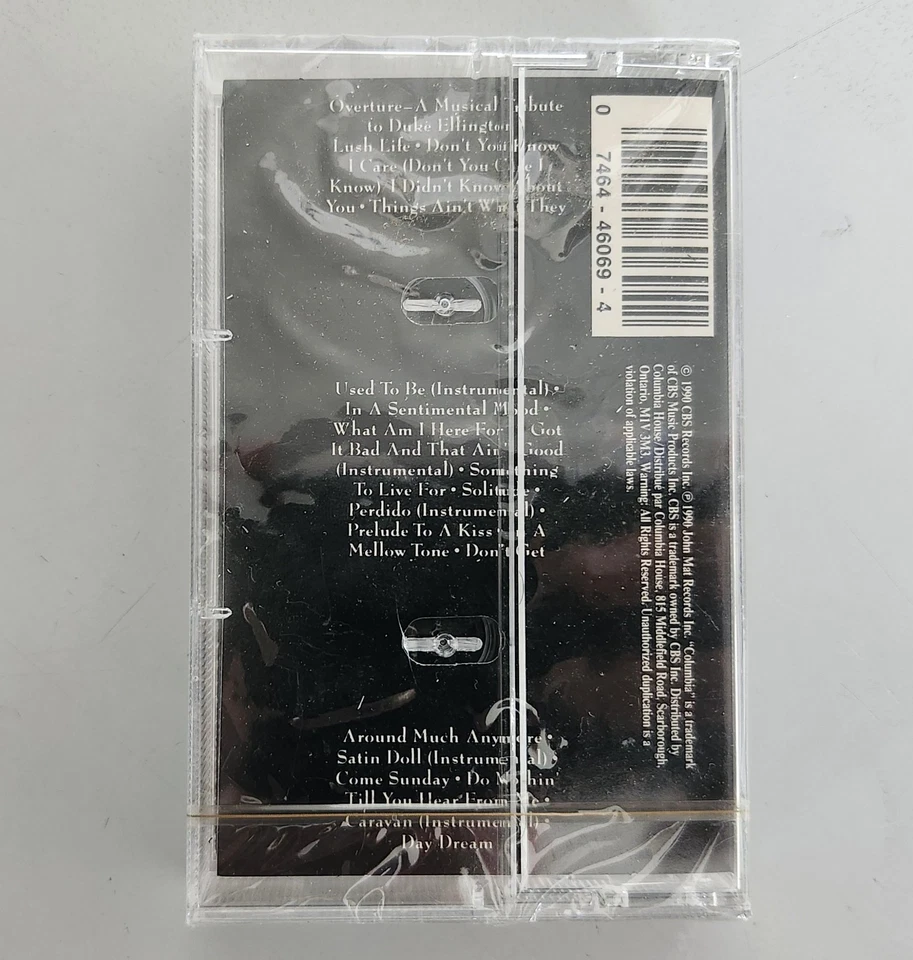 Overture–A Musical Tribute
to Duke Ellington
Lush Life • Don't You Know
I Care (Don't You Care I
Know) I Didn't Know About
You • Things Ain't What They
Used To Be (Instrumental) •
In A Sentimental Mood •
What Am I Here For • I Got
It Bad And That Ain't Good
(Instrumental) • Something
To Live For • Solitude •
Perdido (Instrumental) •
Prelude To A Kiss • In A
Mellow Tone • Don't Get
Around Much Anymore •
Satin Doll (Instrumental) •
Come Sunday • Do Nothin'
Till You Hear From Me •
Caravan (Instrumental) •
Day Dream
0 7464 - 46069 - 4
© 1990 CBS Records Inc. ℗ 1990 John Mat Records Inc. "Columbia" is a trademark
of CBS Music Products Inc. CBS is a trademark owned by CBS Inc. Distributed by
Columbia House/Distribué par Columbia House, 815 Middlefield Road, Scarborough,
Ontario, M1V 3M3. Warning: All Rights Reserved. Unauthorized duplication is a
violation of applicable laws.